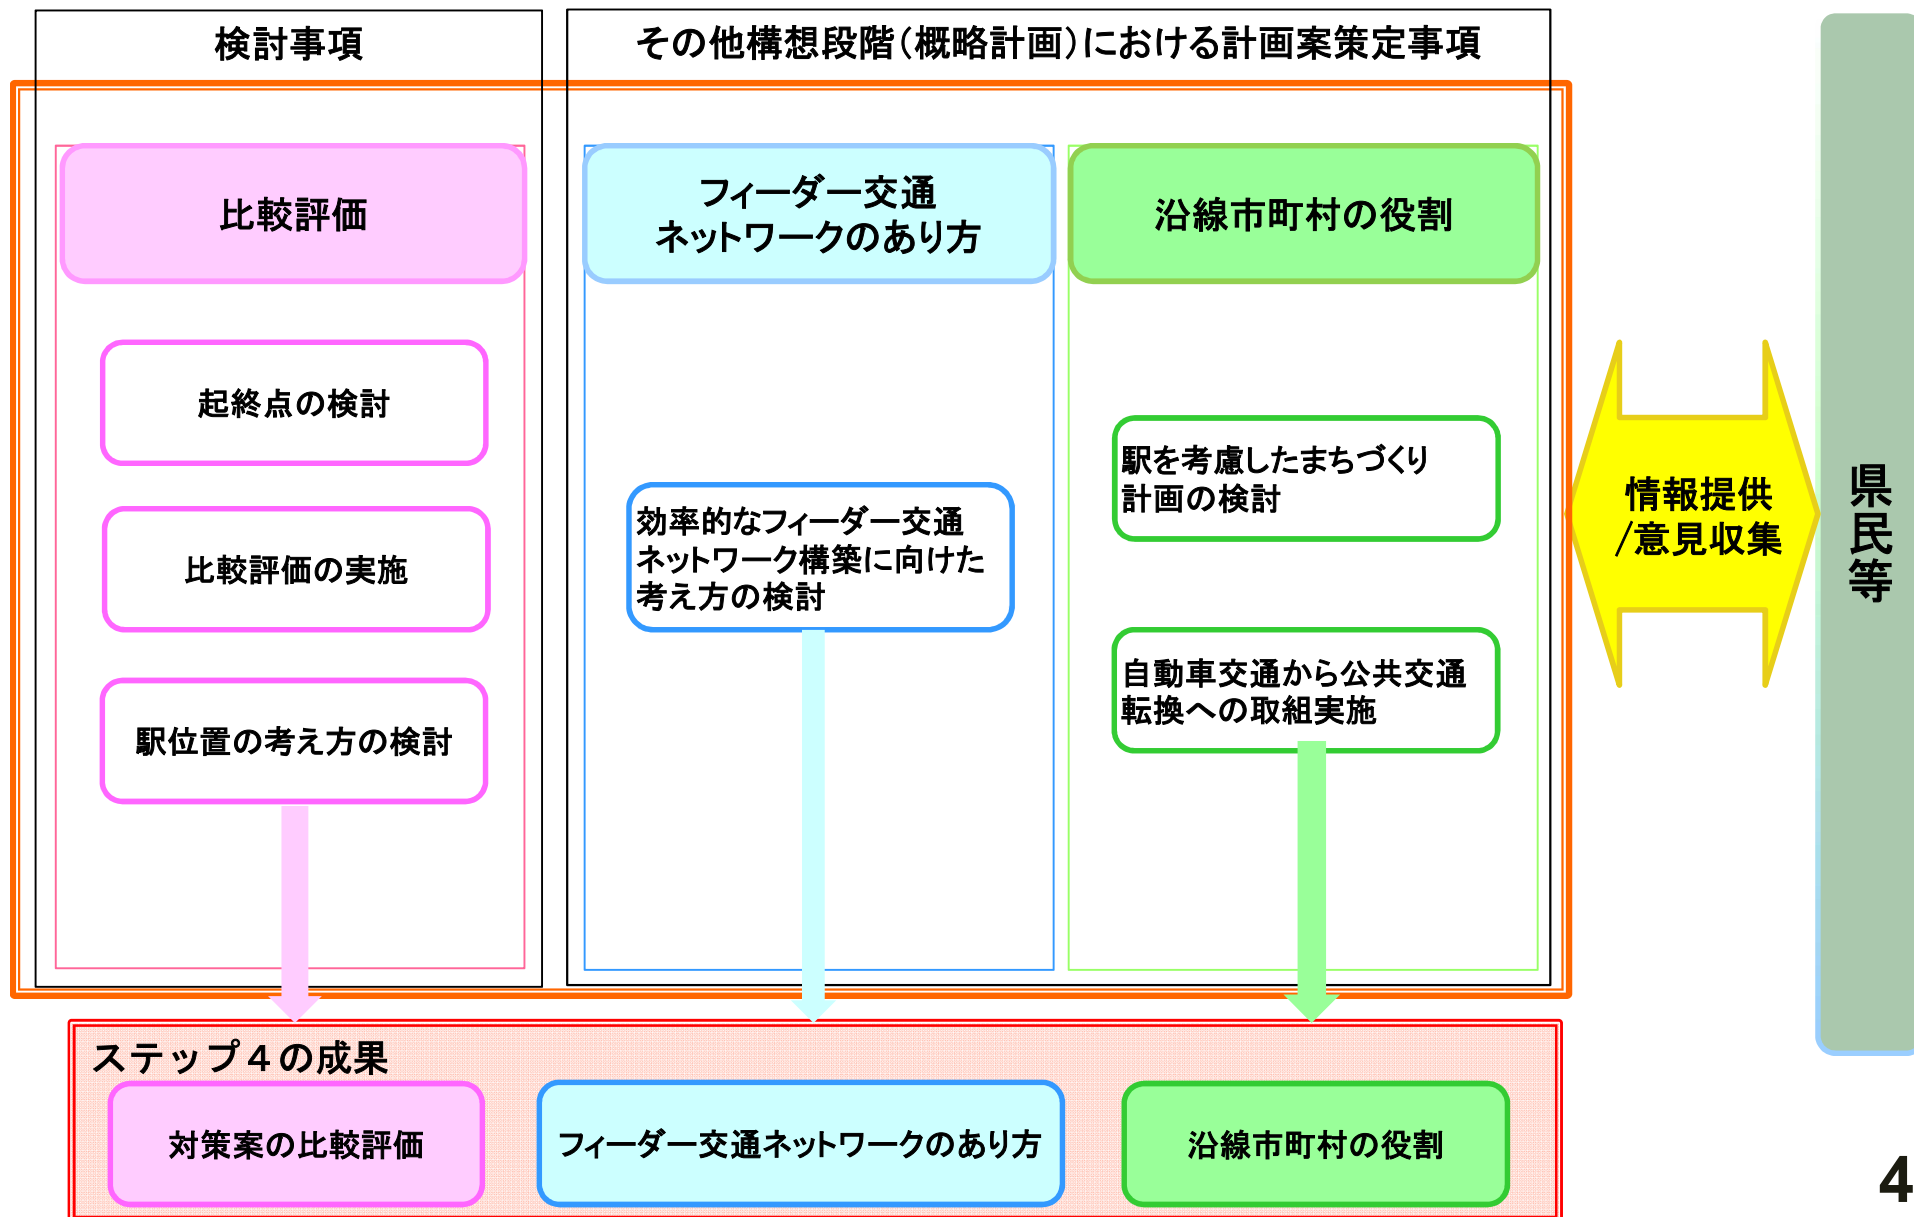 検討事項
その他構想段階(概略計画)における計画案策定事項
比較評価
フィーダー交通
ネットワークのあり方
沿線市町村の役割
起終点の検討
比較評価の実施
駅位置の考え方の検討
効率的なフィーダー交通
ネットワーク構築に向けた
考え方の検討
駅を考慮したまちづくり
計画の検討
自動車交通から公共交通
転換への取組実施
情報提供
/意見収集
県民等
ステップ4の成果
対策案の比較評価
フィーダー交通ネットワークのあり方
沿線市町村の役割
4